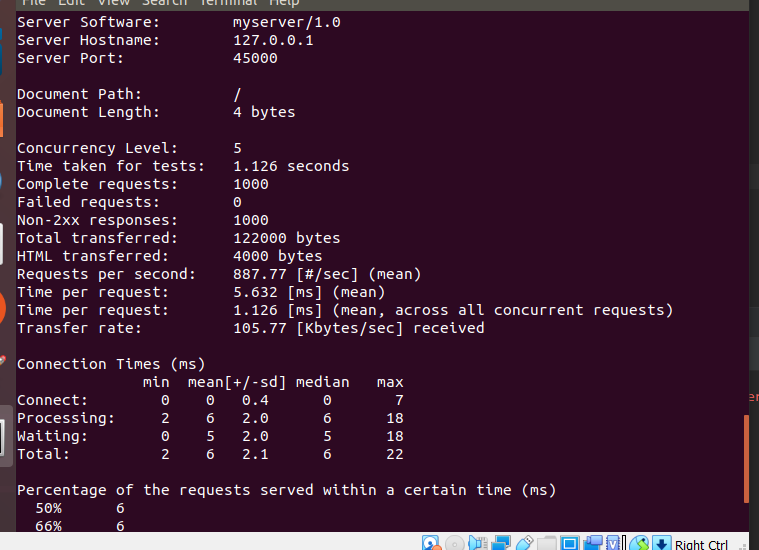 File Edit View Search Terminal Help
Server Software:        myserver/1.0
Server Hostname:        127.0.0.1
Server Port:            45000
Document Path:          /
Document Length:        4 bytes
Concurrency Level:      5
Time taken for tests:   1.126 seconds
Complete requests:      1000
Failed requests:        0
Non-2xx responses:      1000
Total transferred:      122000 bytes
HTML transferred:       4000 bytes
Requests per second:    887.77 [#/sec] (mean)
Time per request:       5.632 [ms] (mean)
Time per request:       1.126 [ms] (mean, across all concurrent requests)
Transfer rate:          105.77 [Kbytes/sec] received
Connection Times (ms)
              min  mean[+/-sd] median   max
Connect:        0    0   0.4      0       7
Processing:     2    6   2.0      6      18
Waiting:        0    5   2.0      5      18
Total:          2    6   2.1      6      22
Percentage of the requests served within a certain time (ms)
  50%      6
  66%      6
Right Ctrl